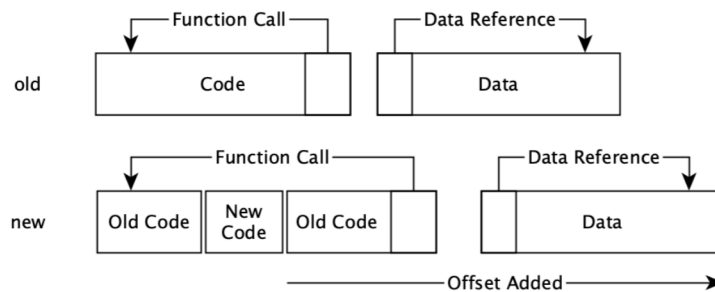 Function Call
Data Reference
old
Code
Data
Function Call
Data Reference
new
Old Code
New
Code
Old Code
Data
Offset Added